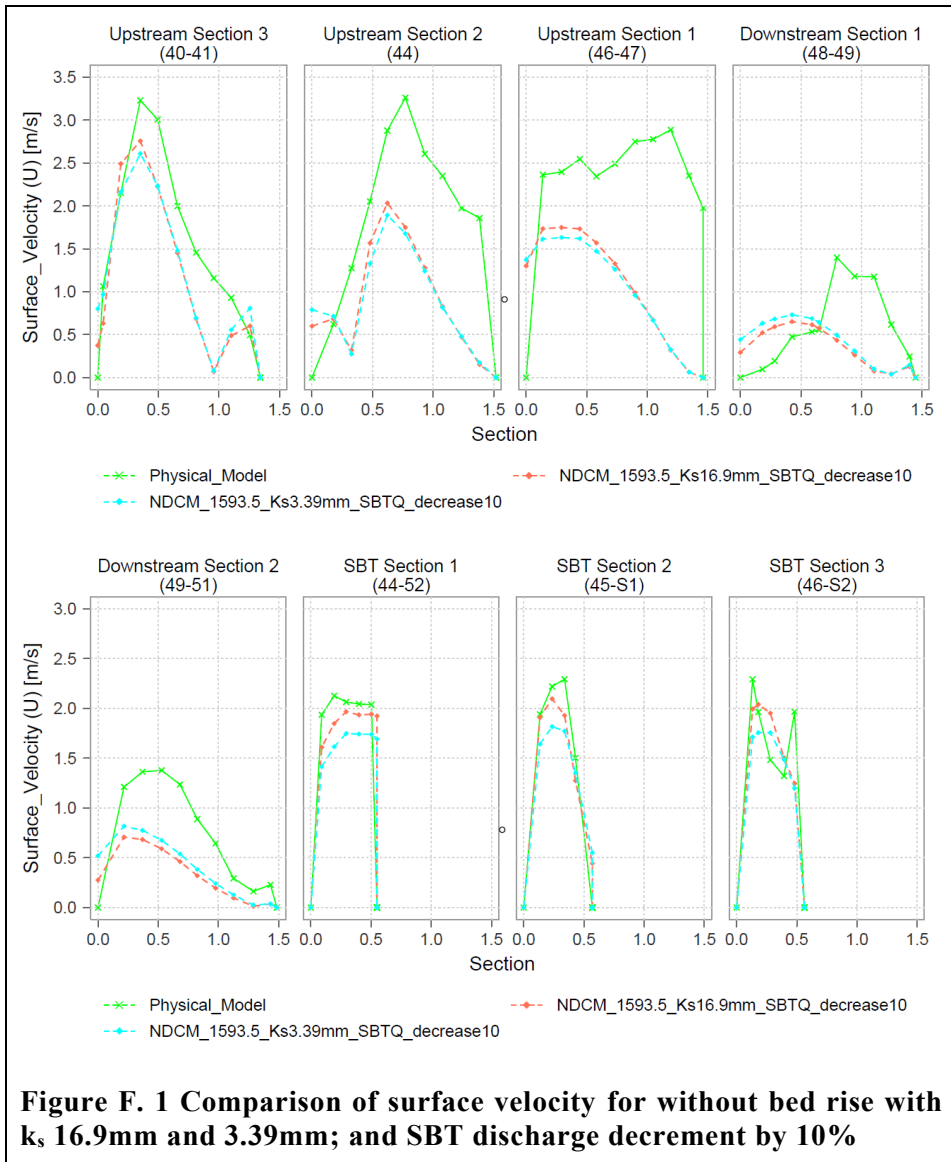 Upstream Section 3
(40-41)
Upstream Section 2
(44)
Upstream Section 1
(46-47)
Downstream Section 1
(48-49)
Surface_Velocity (U) [m/s]
3.5
3.0
2.5
2.0
1.5
1.0
0.5
0.0
0.0 0.5 1.0 1.5
0.0 0.5 1.0 1.5
0.0 0.5 1.0 1.5
0.0 0.5 1.0 1.5
Section
Physical_Model
NDCM_1593.5_Ks16.9mm_SBTQ_decrease10
NDCM_1593.5_Ks3.39mm_SBTQ_decrease10
Downstream Section 2
(49-51)
SBT Section 1
(44-52)
SBT Section 2
(45-S1)
SBT Section 3
(46-S2)
Surface_Velocity (U) [m/s]
3.0
2.5
2.0
1.5
1.0
0.5
0.0
0.0 0.5 1.0 1.5
0.0 0.5 1.0 1.5
0.0 0.5 1.0 1.5
0.0 0.5 1.0 1.5
Section
Physical_Model
NDCM_1593.5_Ks16.9mm_SBTQ_decrease10
NDCM_1593.5_Ks3.39mm_SBTQ_decrease10
Figure F. 1 Comparison of surface velocity for without bed rise with
ks 16.9mm and 3.39mm; and SBT discharge decrement by 10%